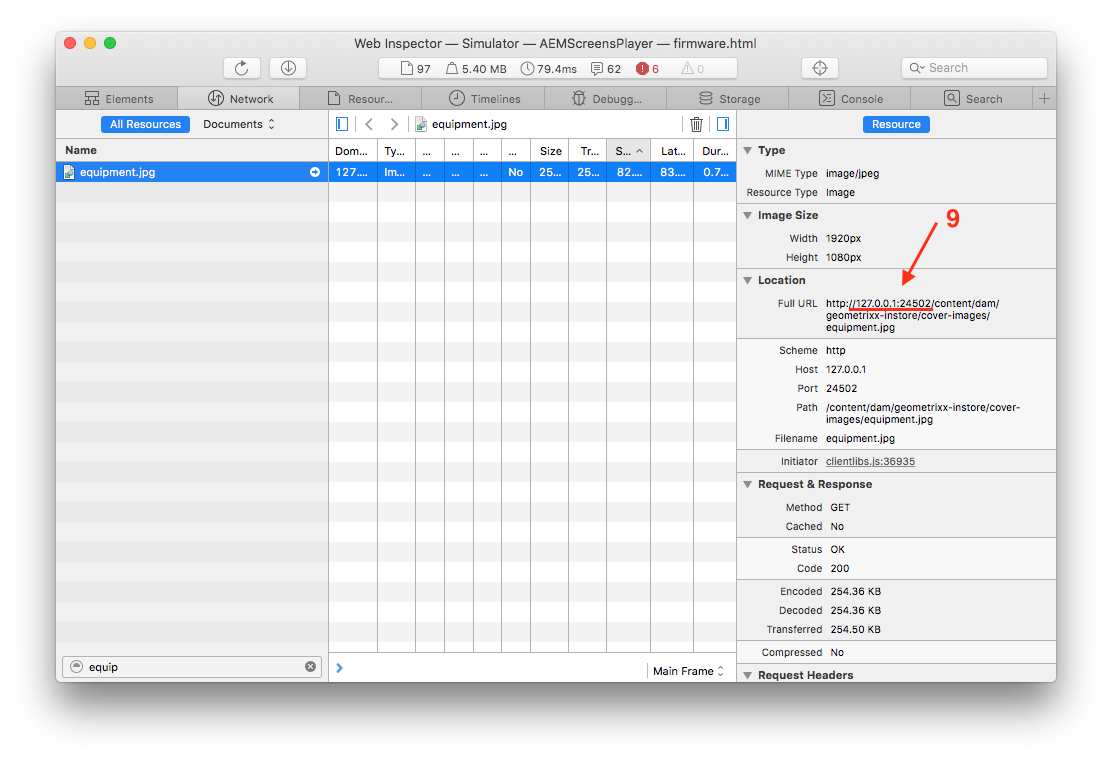 Web Inspector — Simulator — AEMScreensPlayer — firmware.html
97 5.40 MB 79.4ms 62 6 0
Search
Elements Network Resour... Timelines Debugg... Storage Console Search
All Resources Documents
equipment.jpg
Resource
Name
equipment.jpg
Dom... Ty... ... ... ... ... Size Tr... S... Lat... Dur...
127.... Im... ... ... ... No 25... 25... 82.... 83.... 0.7...
Type
MIME Type image/jpeg
Resource Type Image
Image Size
9
Width 1920px
Height 1080px
Location
Full URL http://127.0.0.1:24502/content/dam/
geometrixx-instore/cover-images/
equipment.jpg
Scheme http
Host 127.0.0.1
Port 24502
Path /content/dam/geometrixx-instore/cover-
images/equipment.jpg
Filename equipment.jpg
Initiator clientlibs.js:36935
Request & Response
Method GET
Cached No
Status OK
Code 200
Encoded 254.36 KB
Decoded 254.36 KB
Transferred 254.50 KB
Compressed No
Request Headers
equip
Main Frame